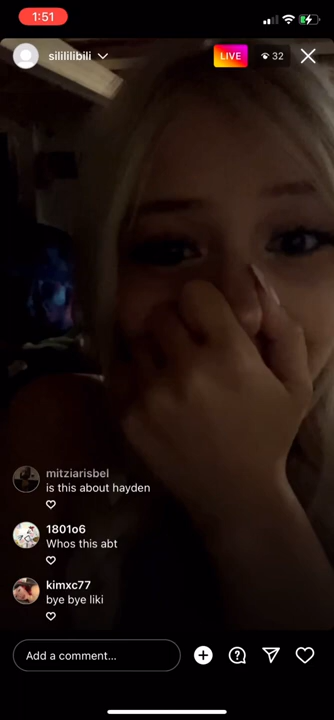 1:51
silililibili
LIVE
32
mitziarisbel
is this about hayden
1801o6
Whos this abt
kimxc77
bye bye liki
Add a comment...